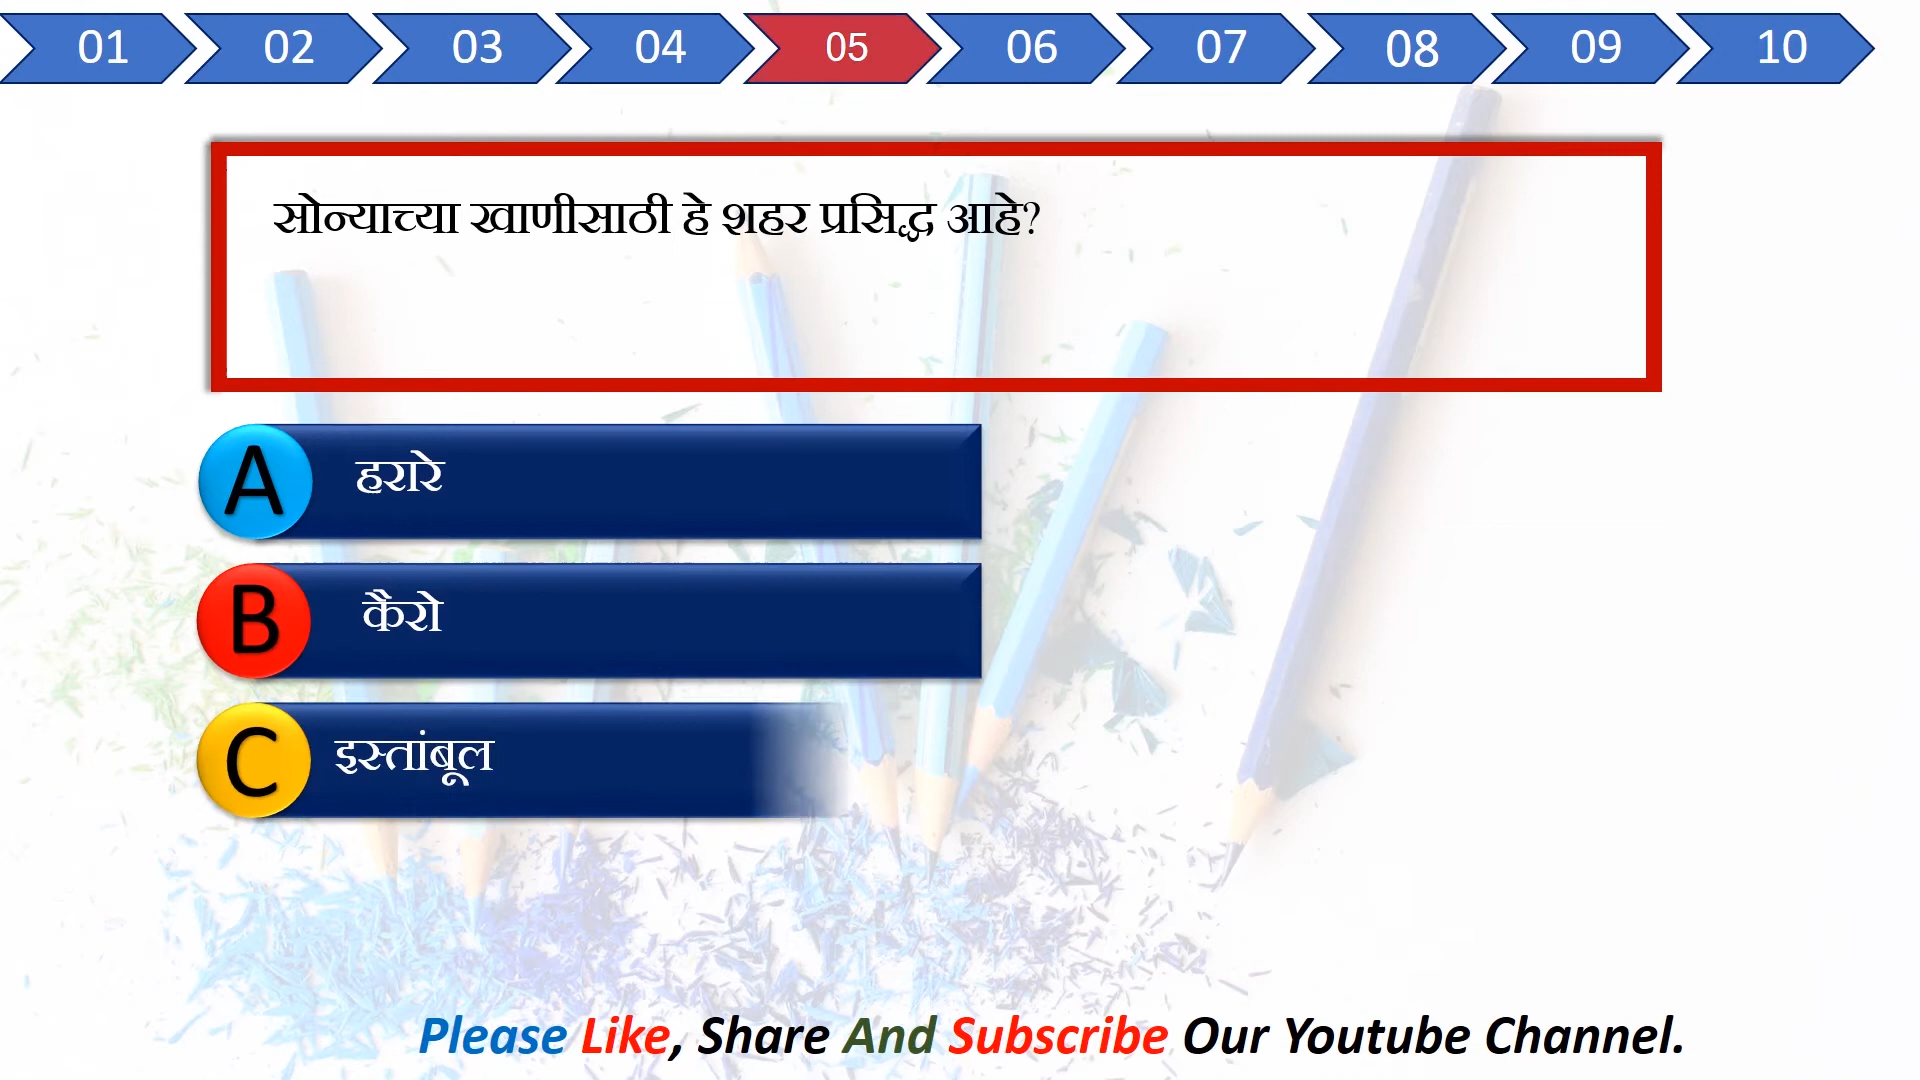 01 02 03 04 05 06 07 08 09 10
सोन्याच्या खाणीसाठी हे शहर प्रसिद्ध आहे?
A हरारे
B कैरो
C इस्तांबूल
Please Like, Share And Subscribe Our Youtube Channel.